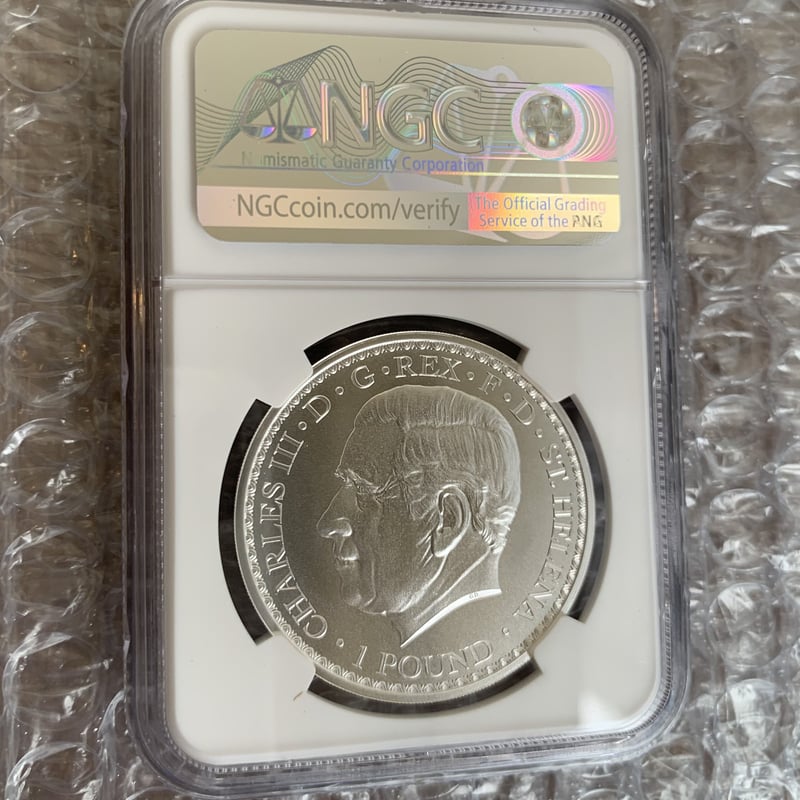 NGC
Numismatic Guaranty Corporation
NGCcoin.com/verify
The Official Grading
Service of the PNG
CHARLES III · D · G · REX · F · D · ST. HELENA
· 1 POUND ·